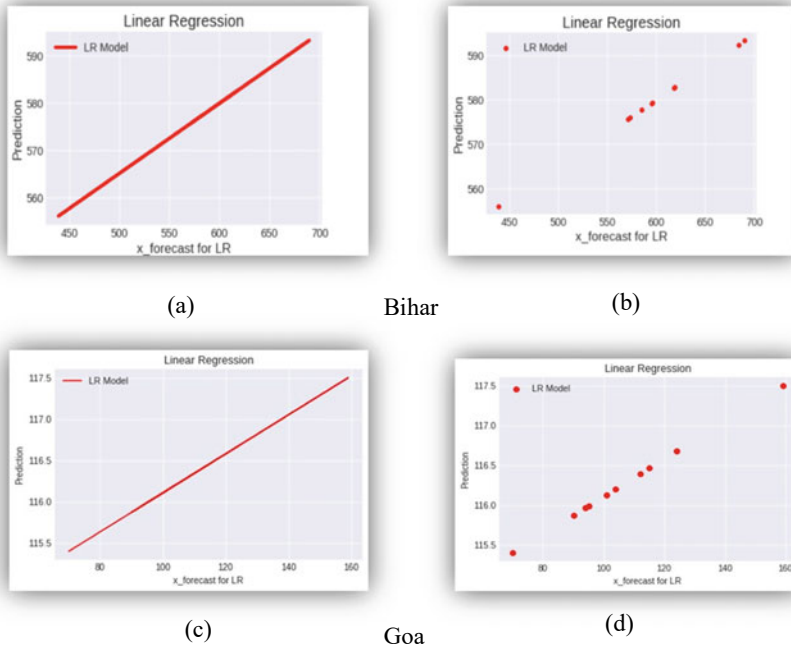 Linear Regression
LR Model
590
580
570
560
Prediction
450 500 550 600 650 700
x_forecast for LR
(a)
Linear Regression
LR Model
590
580
570
560
Prediction
450 500 550 600 650 700
x_forecast for LR
(b)
Bihar
Linear Regression
LR Model
117.5
117.0
116.5
116.0
115.5
Prediction
80 100 120 140 160
x_forecast for LR
(c)
Linear Regression
LR Model
117.5
117.0
116.5
116.0
115.5
Prediction
80 100 120 140 160
x_forecast for LR
(d)
Goa